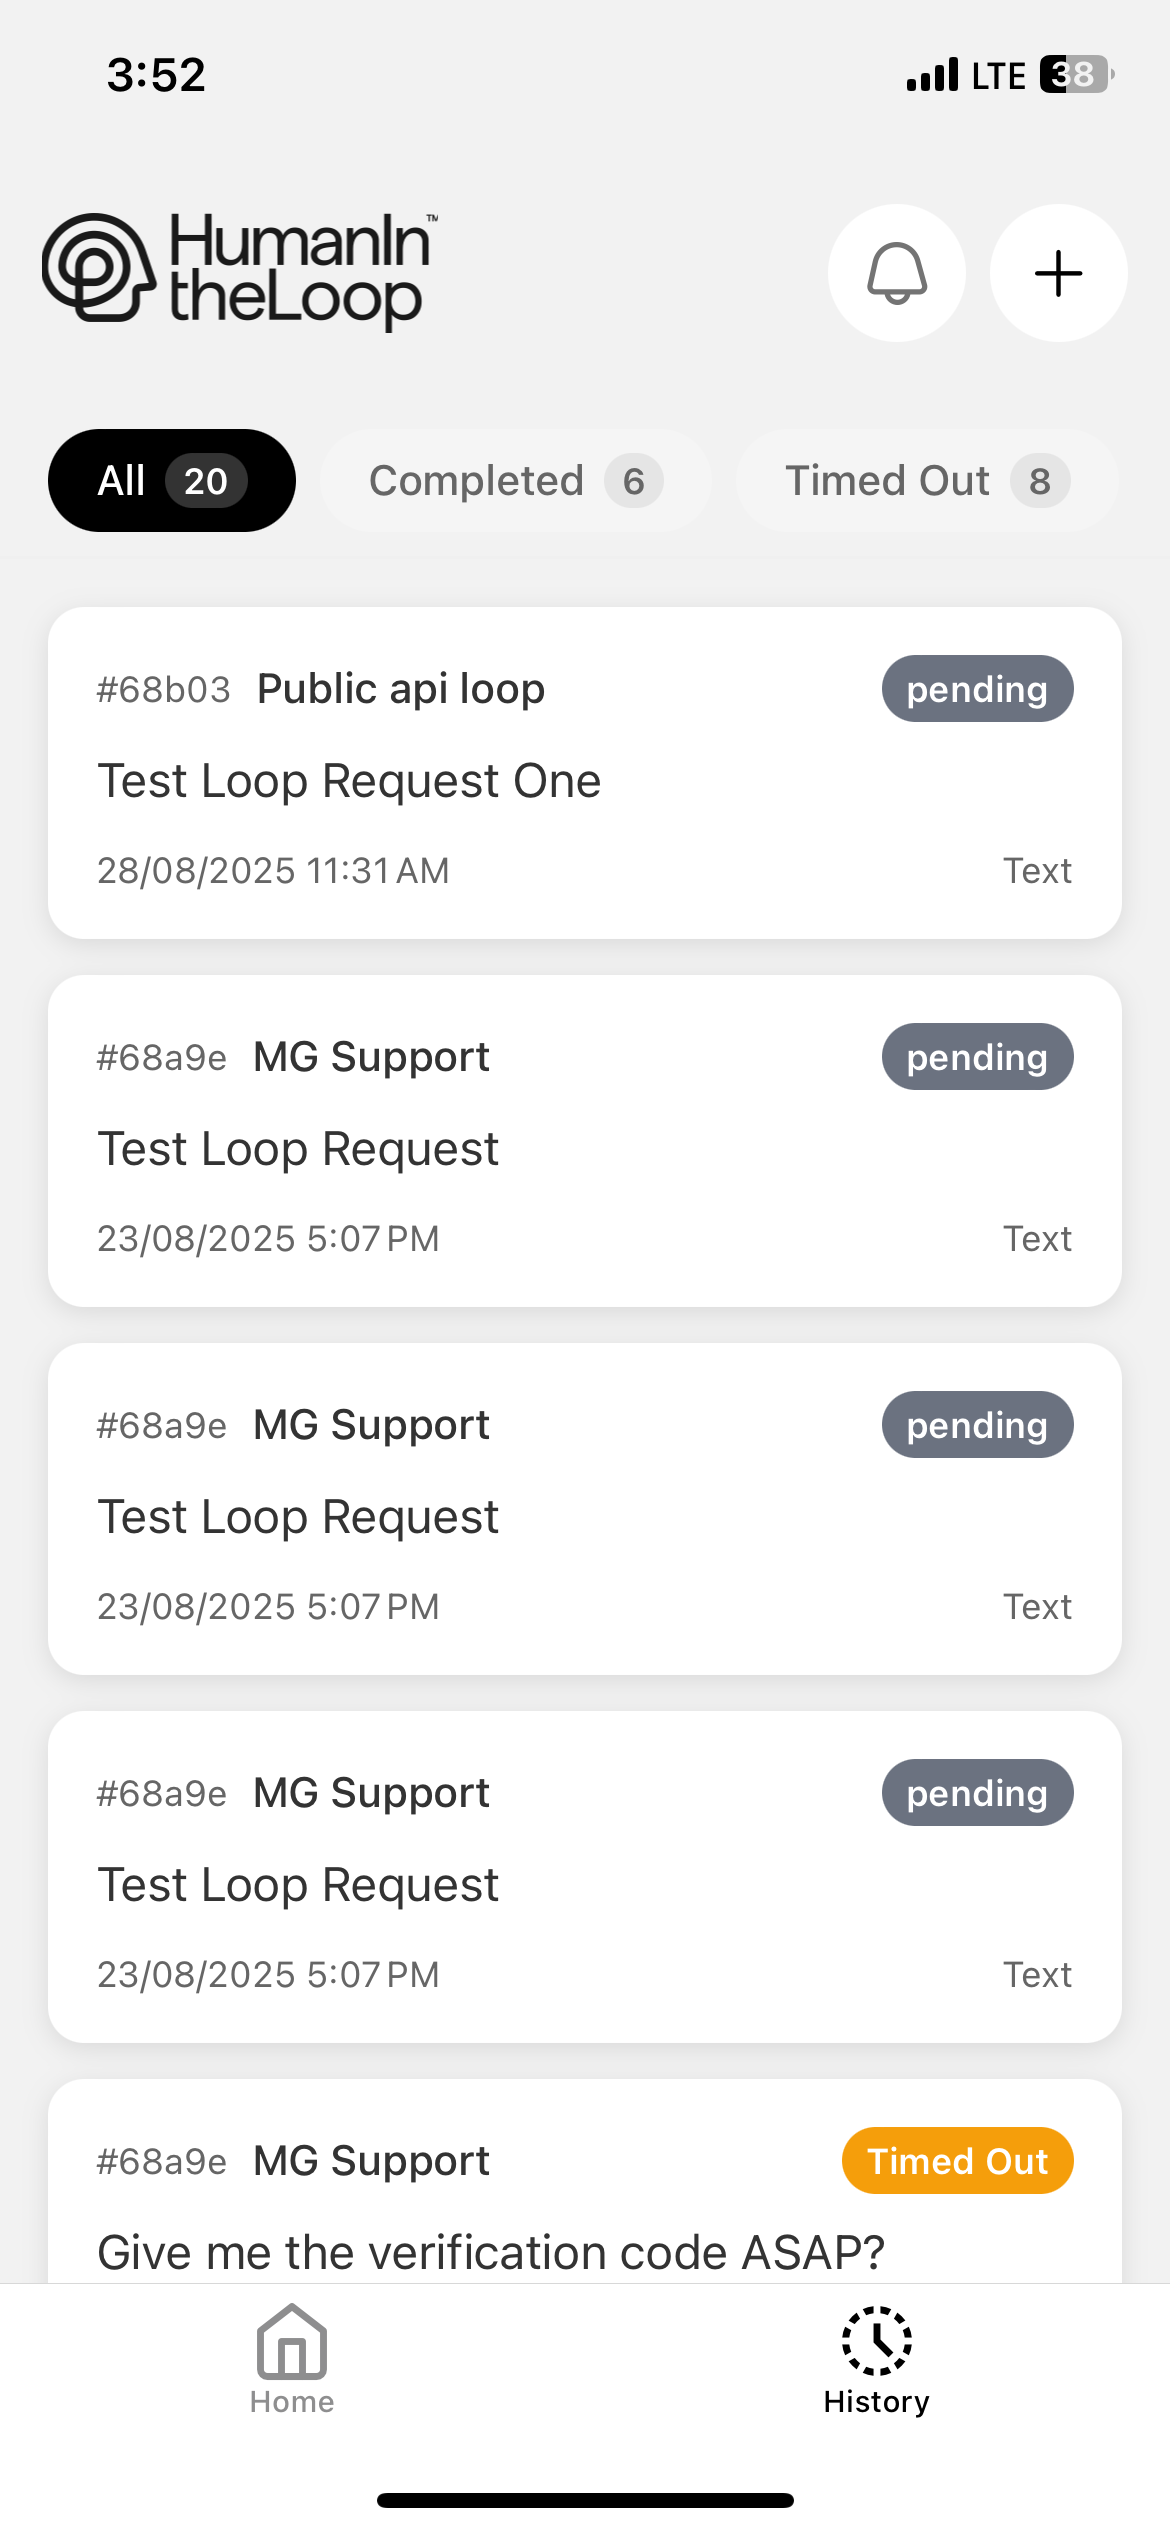 3:52
LTE 38
HumanIn™
theLoop
All 20 Completed 6 Timed Out 8
#68b03 Public api loop pending
Test Loop Request One
28/08/2025 11:31 AM Text
#68a9e MG Support pending
Test Loop Request
23/08/2025 5:07 PM Text
#68a9e MG Support pending
Test Loop Request
23/08/2025 5:07 PM Text
#68a9e MG Support pending
Test Loop Request
23/08/2025 5:07 PM Text
#68a9e MG Support Timed Out
Give me the verification code ASAP?
Home History